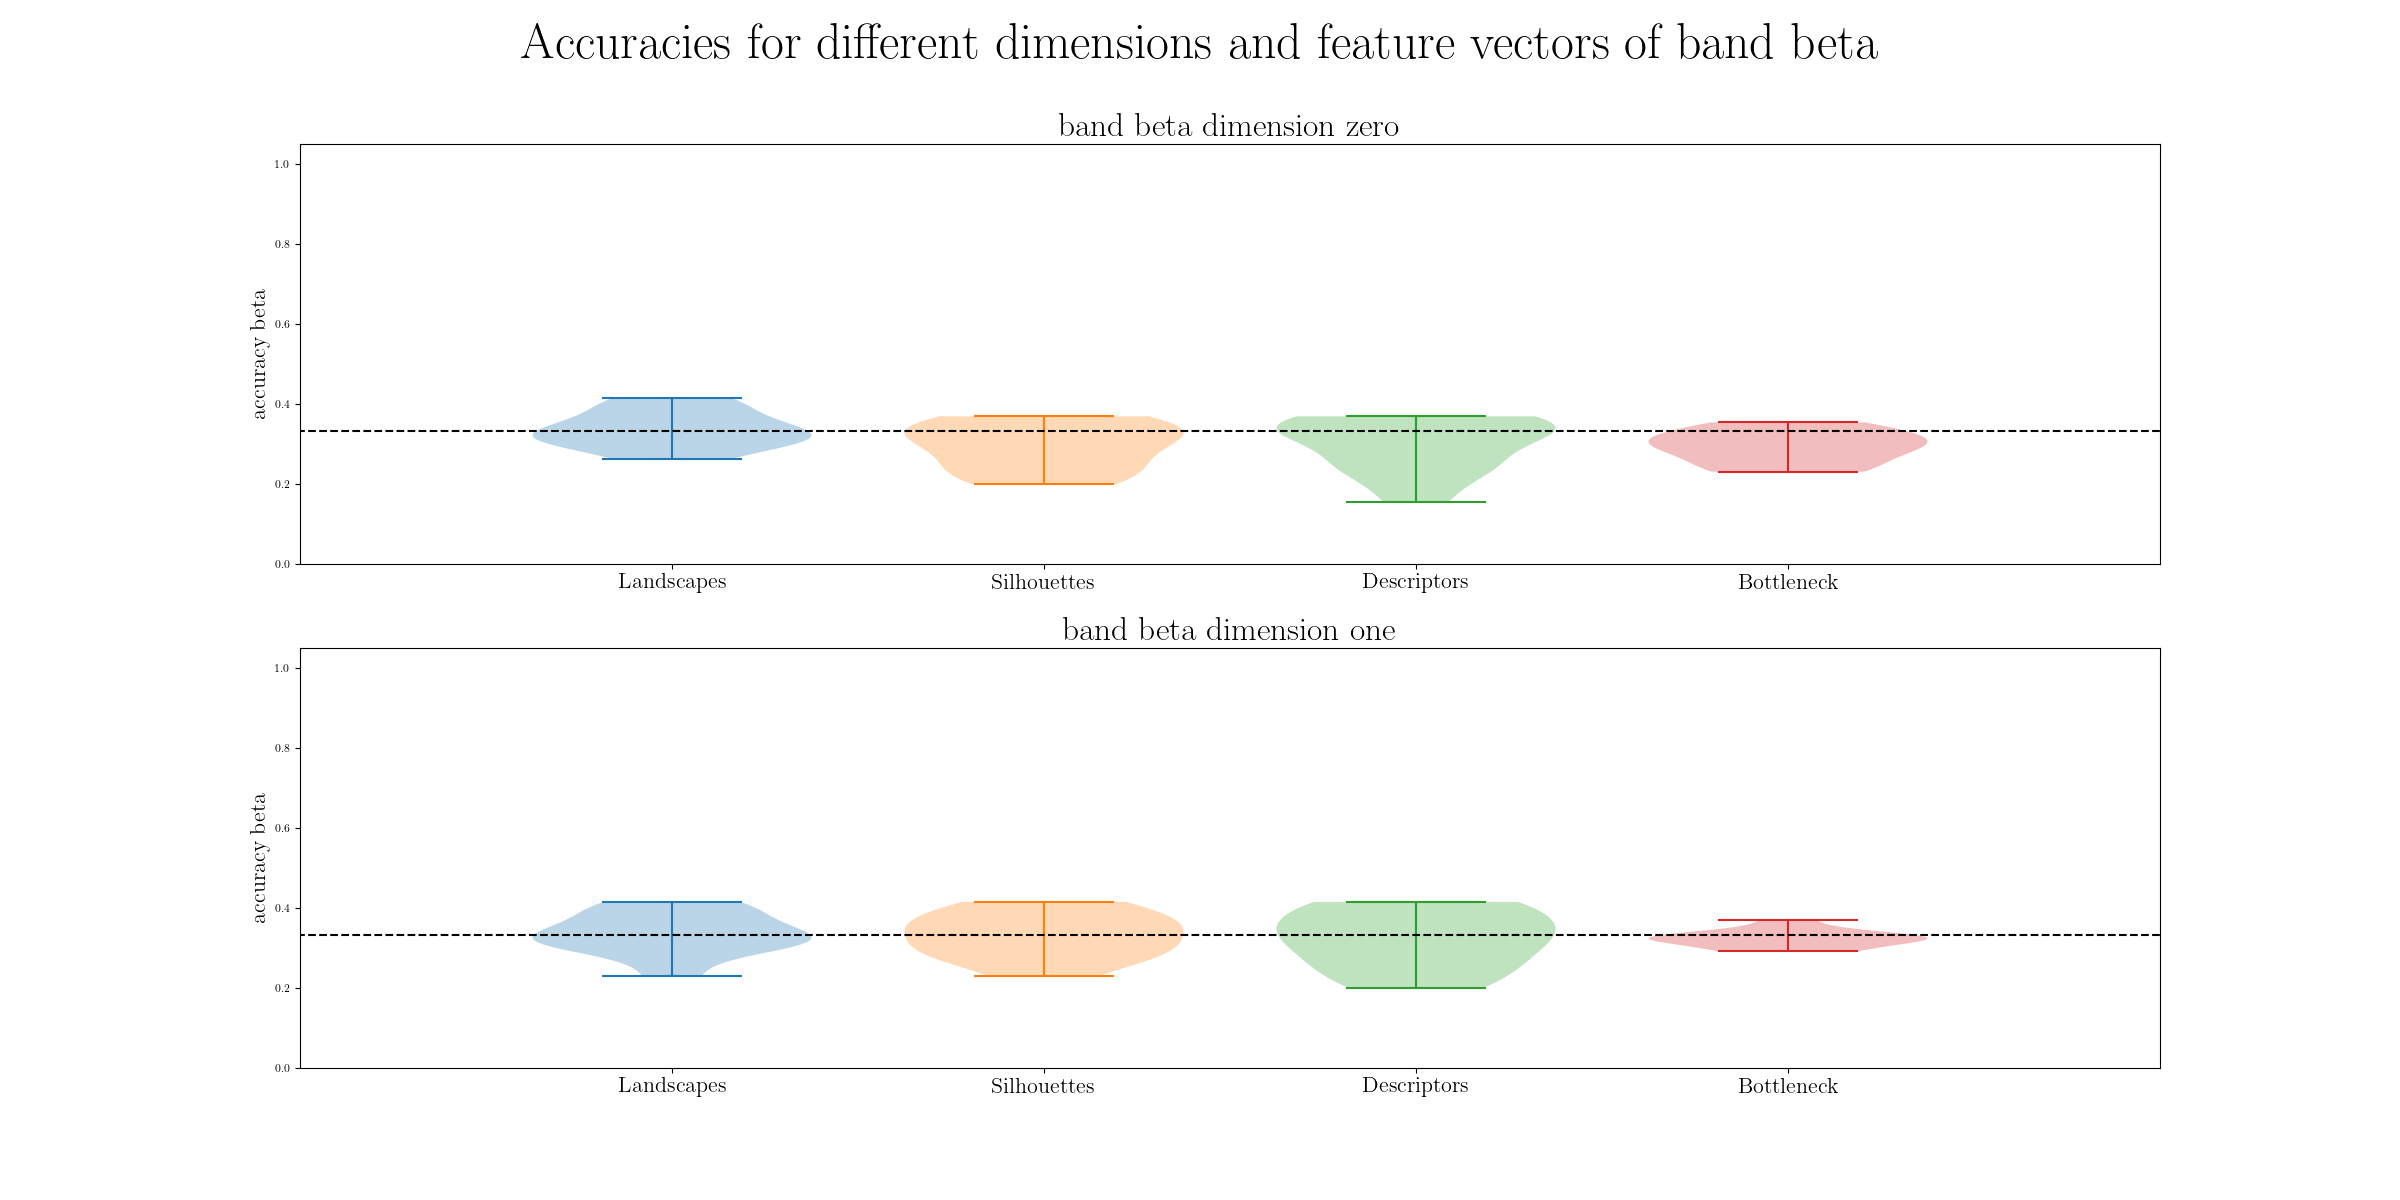 Accuracies for different dimensions and feature vectors of band beta
band beta dimension zero
1.0
0.8
0.6
0.4
0.2
0.0
accuracy beta
Landscapes Silhouettes Descriptors Bottleneck
band beta dimension one
1.0
0.8
0.6
0.4
0.2
0.0
accuracy beta
Landscapes Silhouettes Descriptors Bottleneck